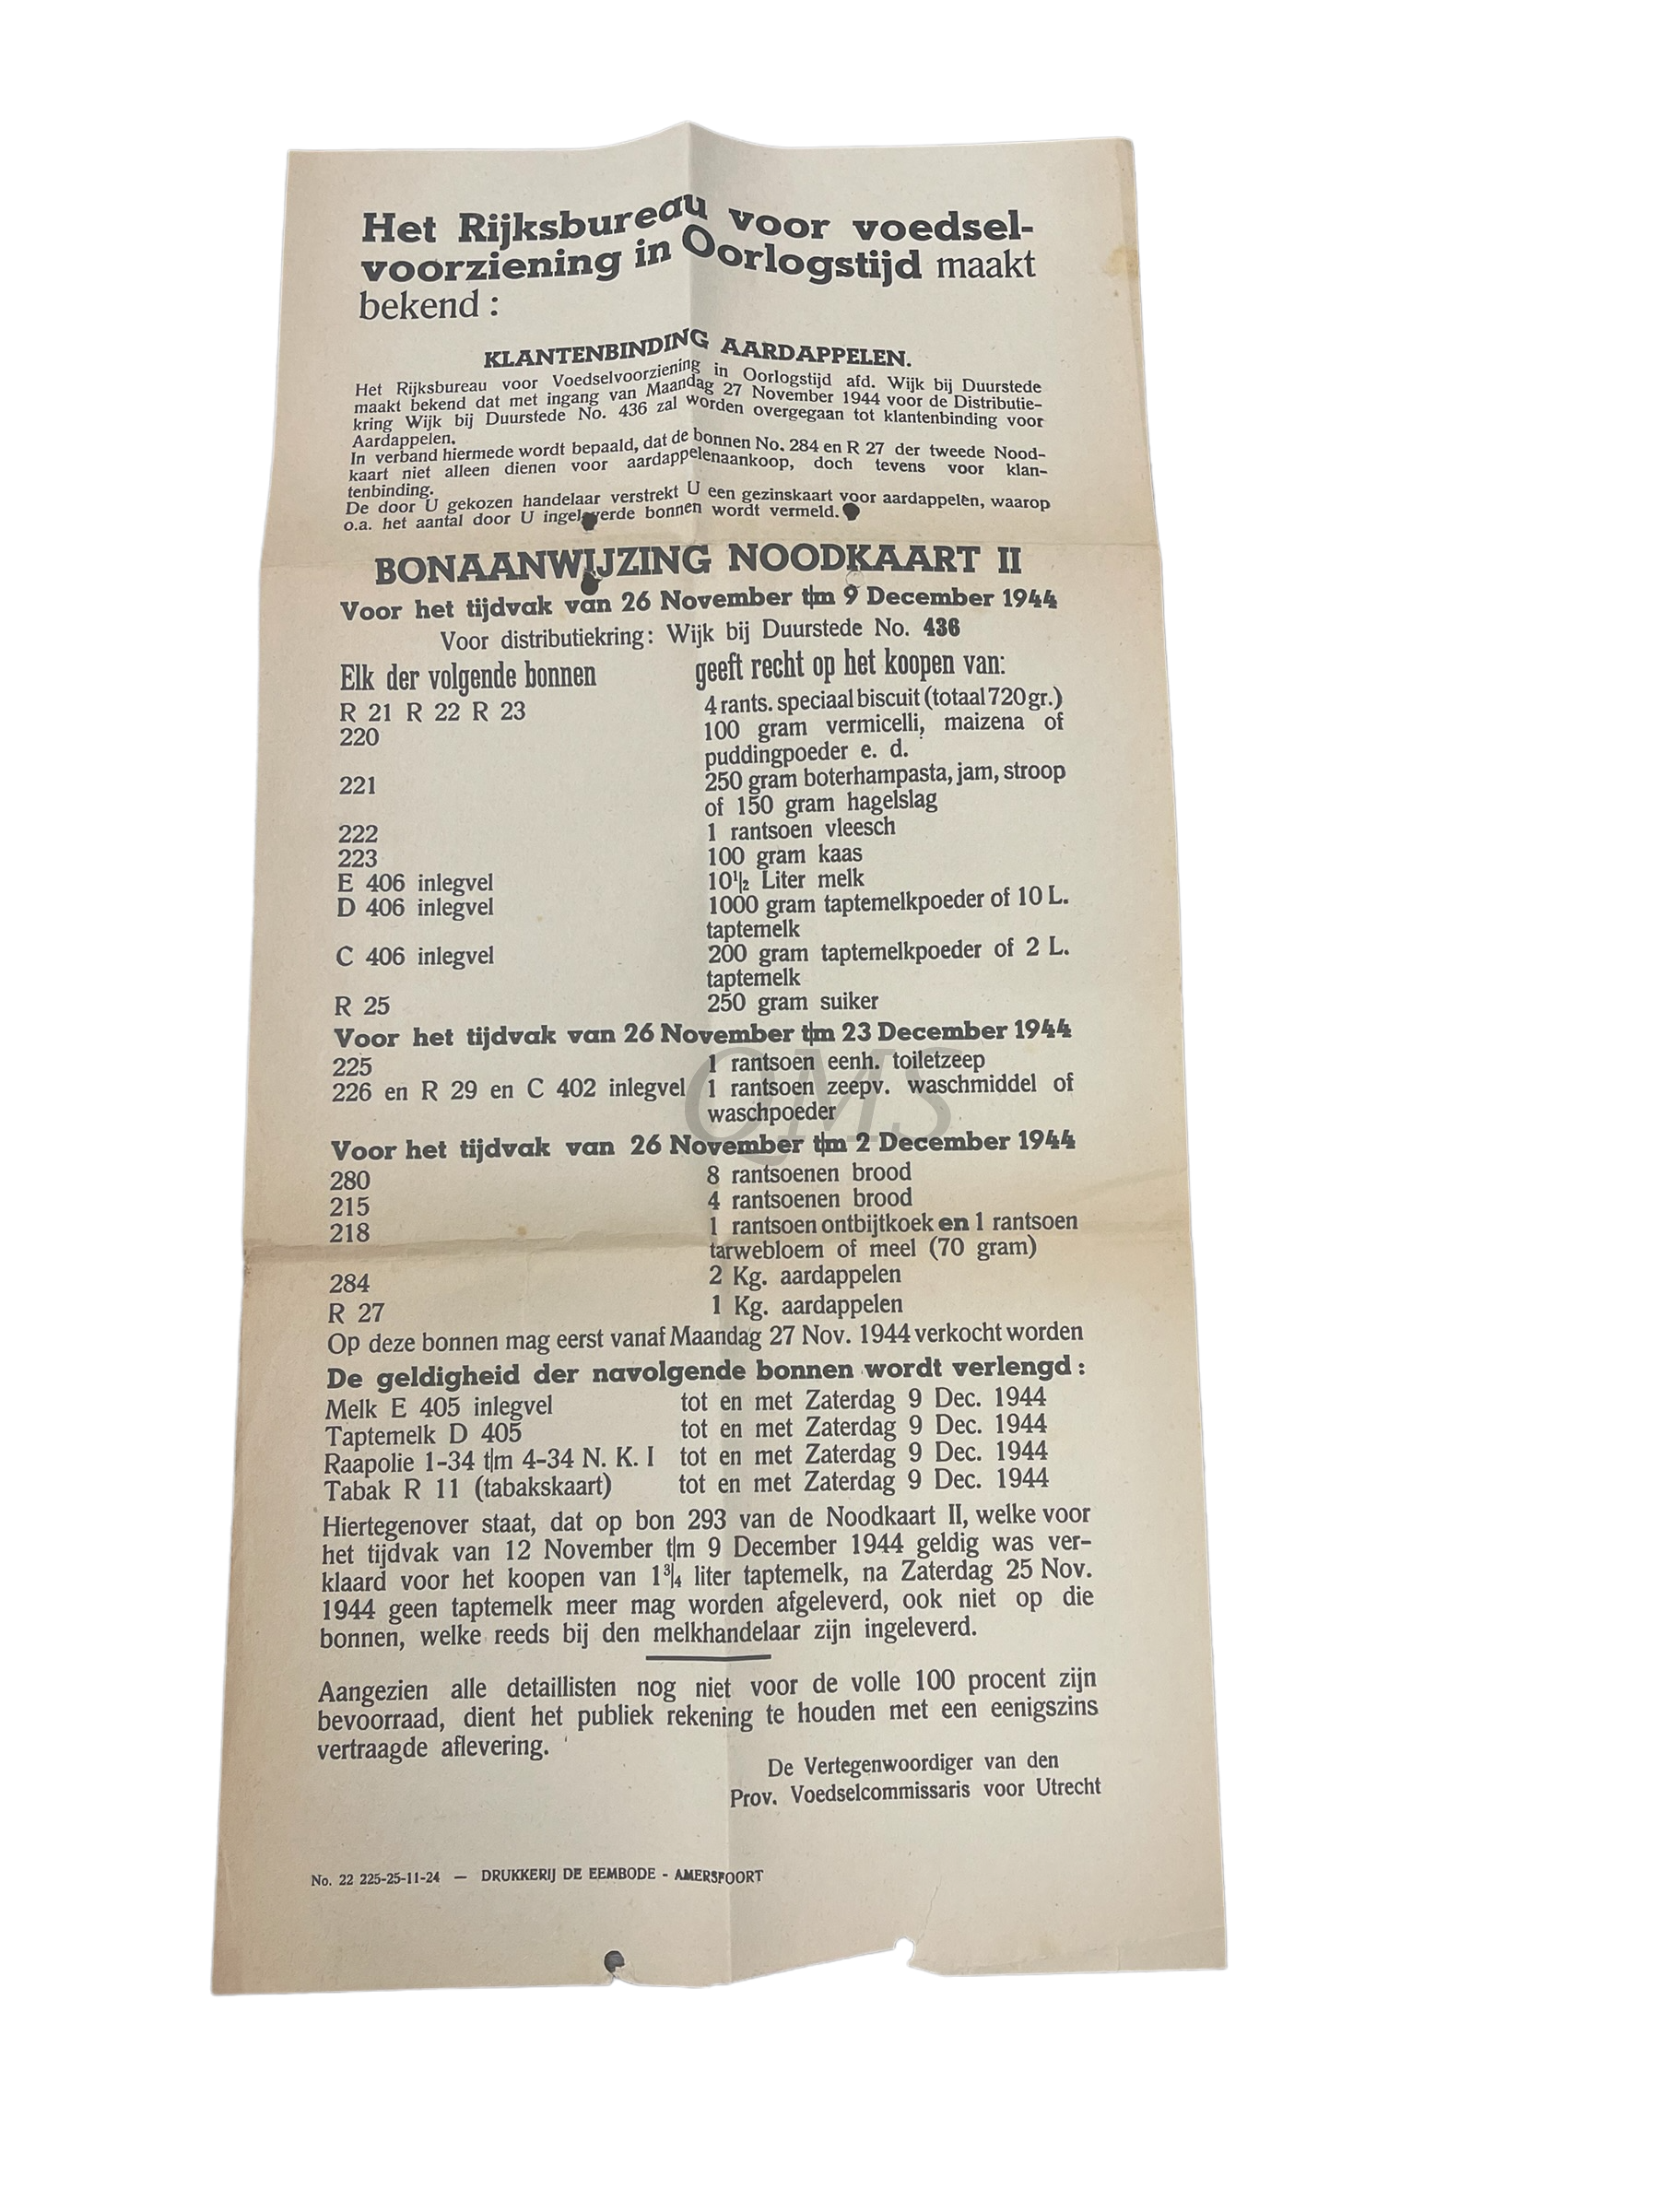 Het Rijksbureau voor voedsel-
voorziening in Oorlogstijd maakt
bekend :
KLANTENBINDING AARDAPPELEN.
Het Rijksbureau voor Voedselvoorziening in Oorlogstijd afd. Wijk bij Duurstede
maakt bekend dat met ingang van Maandag 27 November 1944 voor de Distributie-
kring Wijk bij Duurstede No. 436 zal worden overgegaan tot klantenbinding voor
Aardappelen.
In verband hiermede wordt bepaald, dat de bonnen No. 284 en R 27 der tweede Nood-
kaart niet alleen dienen voor aardappelenaankoop, doch tevens voor klan-
tenbinding.
De door U gekozen handelaar verstrekt U een gezinskaart voor aardappelen, waarop
o.a. het aantal door U ingeleverde bonnen wordt vermeld.
BONAANWIJZING NOODKAART II
Voor het tijdvak van 26 November t/m 9 December 1944
Voor distributiekring: Wijk bij Duurstede No. 436
Elk der volgende bonnen geeft recht op het koopen van:
R 21 R 22 R 23 4 rants. speciaal biscuit (totaal 720 gr.)
220 100 gram vermicelli, maizena of
puddingpoeder e. d.
221 250 gram boterhampasta, jam, stroop
of 150 gram hagelslag
222 1 rantsoen vleesch
223 100 gram kaas
E 406 inlegvel 10½ Liter melk
D 406 inlegvel 1000 gram taptemelkpoeder of 10 L.
taptemelk
C 406 inlegvel 200 gram taptemelkpoeder of 2 L.
taptemelk
R 25 250 gram suiker
Voor het tijdvak van 26 November t/m 23 December 1944
225 1 rantsoen eenh. toiletzeep
226 en R 29 en C 402 inlegvel 1 rantsoen zeepv. waschmiddel of
waschpoeder
QMS
Voor het tijdvak van 26 November t/m 2 December 1944
280 8 rantsoenen brood
215 4 rantsoenen brood
218 1 rantsoen ontbijtkoek en 1 rantsoen
tarwebloem of meel (70 gram)
284 2 Kg. aardappelen
R 27 1 Kg. aardappelen
Op deze bonnen mag eerst vanaf Maandag 27 Nov. 1944 verkocht worden
De geldigheid der navolgende bonnen wordt verlengd :
Melk E 405 inlegvel tot en met Zaterdag 9 Dec. 1944
Taptemelk D 405 tot en met Zaterdag 9 Dec. 1944
Raapolie 1-34 t/m 4-34 N. K. I tot en met Zaterdag 9 Dec. 1944
Tabak R 11 (tabakskaart) tot en met Zaterdag 9 Dec. 1944
Hiertegenover staat, dat op bon 293 van de Noodkaart II, welke voor
het tijdvak van 12 November t/m 9 December 1944 geldig was ver-
klaard voor het koopen van 1¾ liter taptemelk, na Zaterdag 25 Nov.
1944 geen taptemelk meer mag worden afgeleverd, ook niet op die
bonnen, welke reeds bij den melkhandelaar zijn ingeleverd.
Aangezien alle detaillisten nog niet voor de volle 100 procent zijn
bevoorraad, dient het publiek rekening te houden met een eenigszins
vertraagde aflevering.
De Vertegenwoordiger van den
Prov. Voedselcommissaris voor Utrecht
No. 22 225-25-11-24 — DRUKKERIJ DE EEMBODE - AMERSFOORT